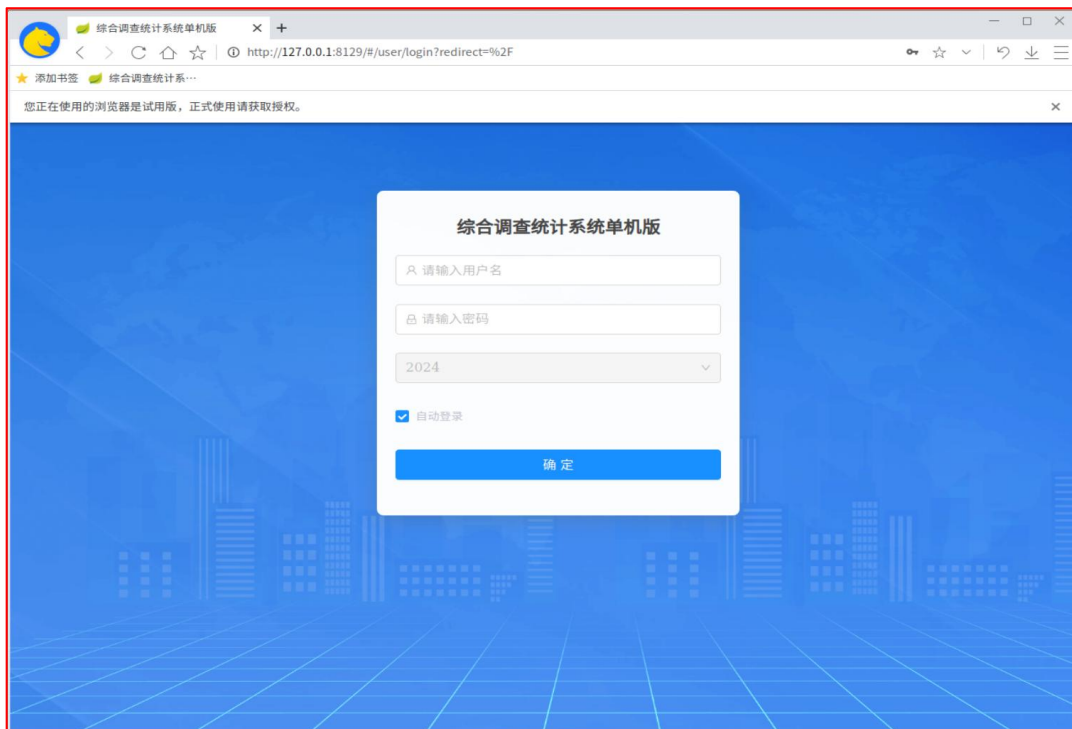 综合调查统计系统单机版
http://127.0.0.1:8129/#/user/login?redirect=%2F
添加书签 综合调查统计系…
您正在使用的浏览器是试用版，正式使用请获取授权。
综合调查统计系统单机版
请输入用户名
请输入密码
2024
自动登录
确 定